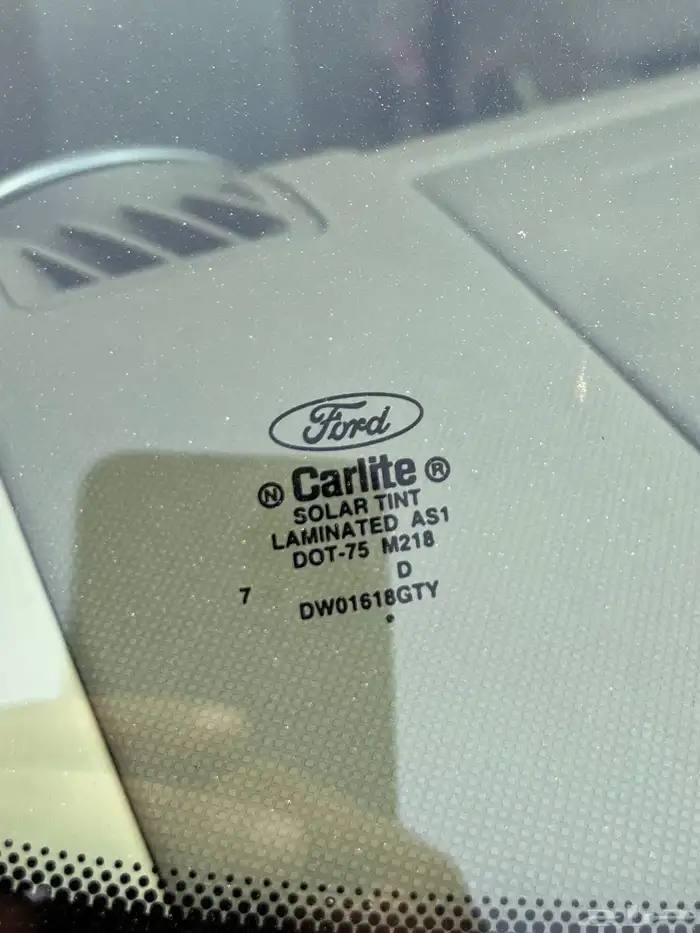 Ford
Ⓝ Carlite ®
SOLAR TINT
LAMINATED AS1
DOT-75 M218
D
7
DW01618GTY